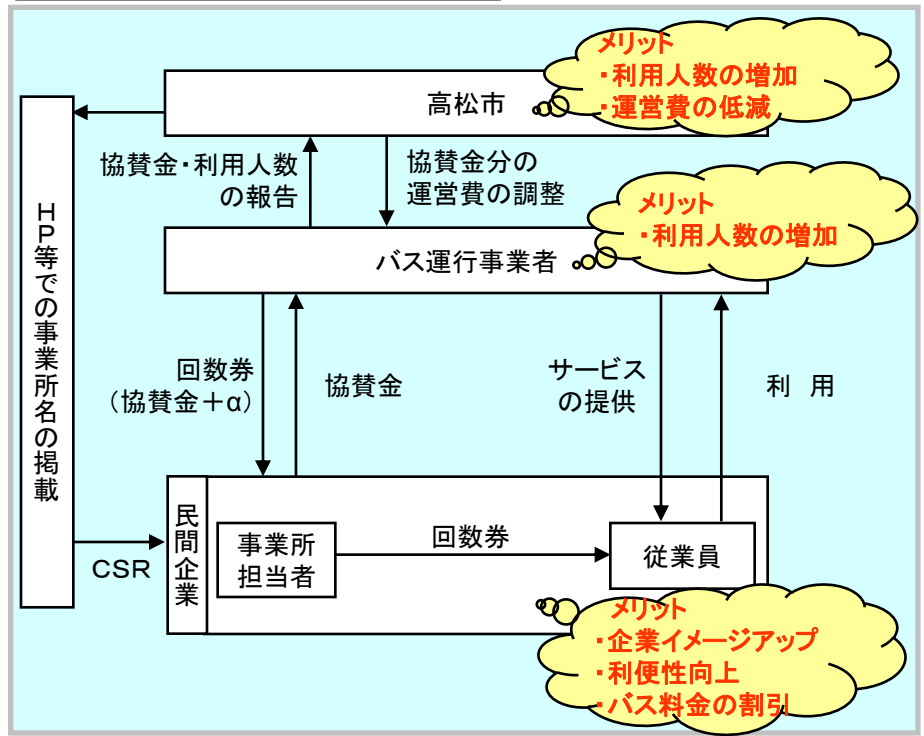 メリット
・利用人数の増加
・運営費の低減
高松市
協賛金・利用人数
の報告
協賛金分の
運営費の調整
メリット
・利用人数の増加
バス運行事業者
HP等での事業所名の掲載
回数券
（協賛金＋α）
協賛金
サービス
の提供
利　用
CSR
民間企業
事業所
担当者
回数券
従業員
メリット
・企業イメージアップ
・利便性向上
・バス料金の割引